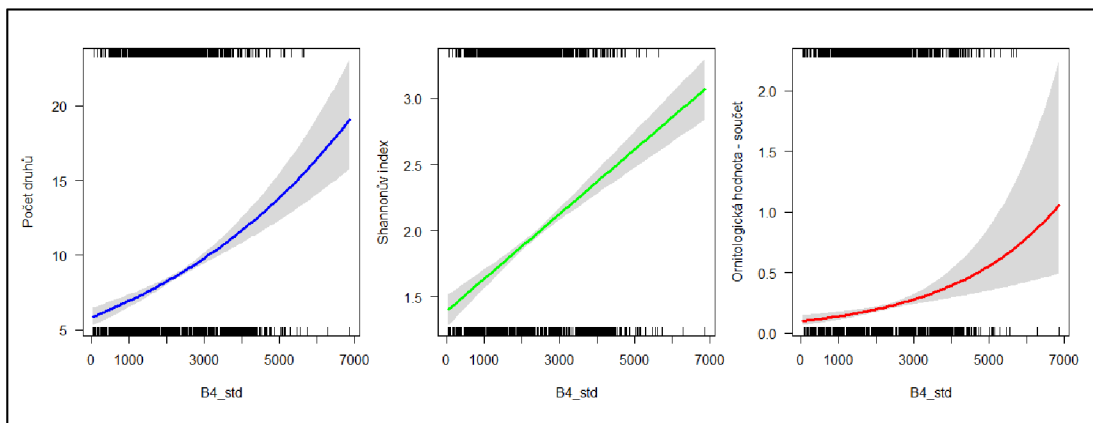 Počet druhů
20
15
10
5
0 1000 3000 5000 7000
B4_std
Shannonův index
3.0
2.5
2.0
1.5
0 1000 3000 5000 7000
B4_std
Ornitologická hodnota - součet
2.0
1.5
1.0
0.5
0.0
0 1000 3000 5000 7000
B4_std